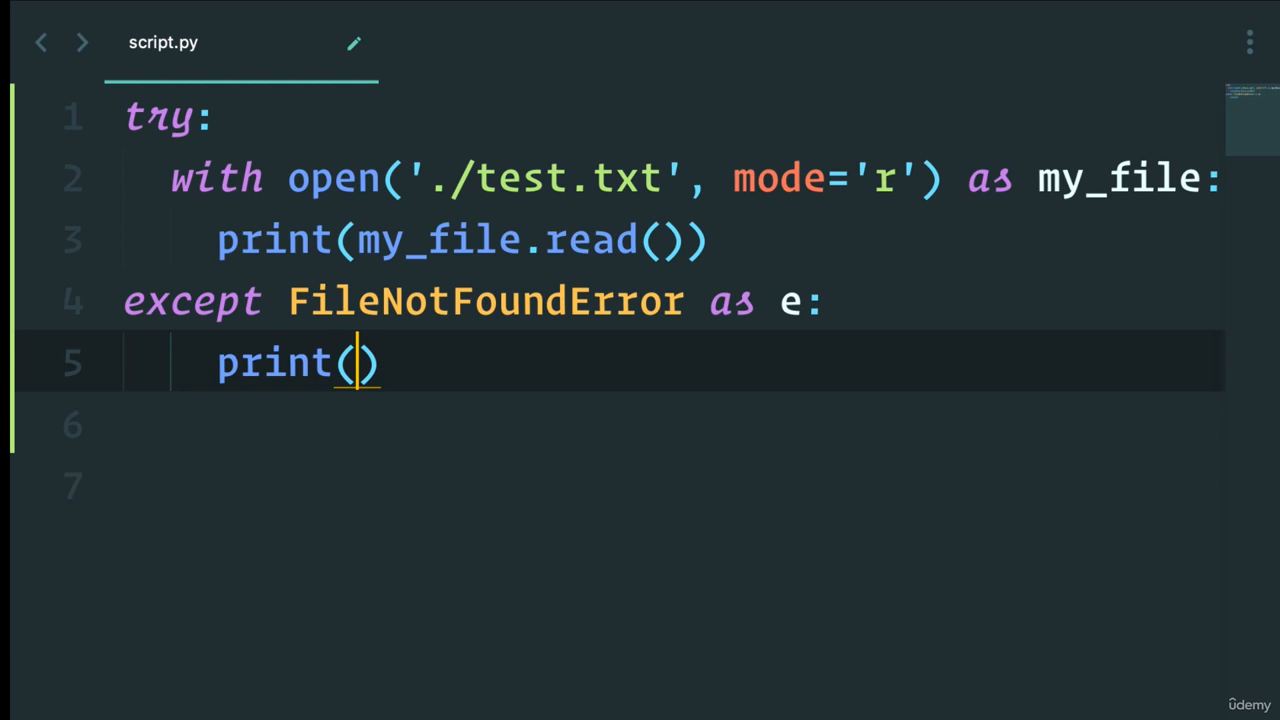 script.py
1 try:
2 with open('./test.txt', mode='r') as my_file:
3 print(my_file.read())
4 except FileNotFoundError as e:
5 print()
6
7
ûdemy